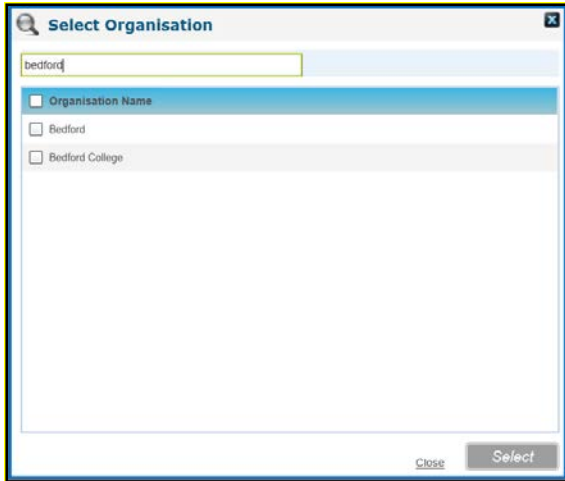 Select Organisation
bedford
Organisation Name
Bedford
Bedford College
Close
Select